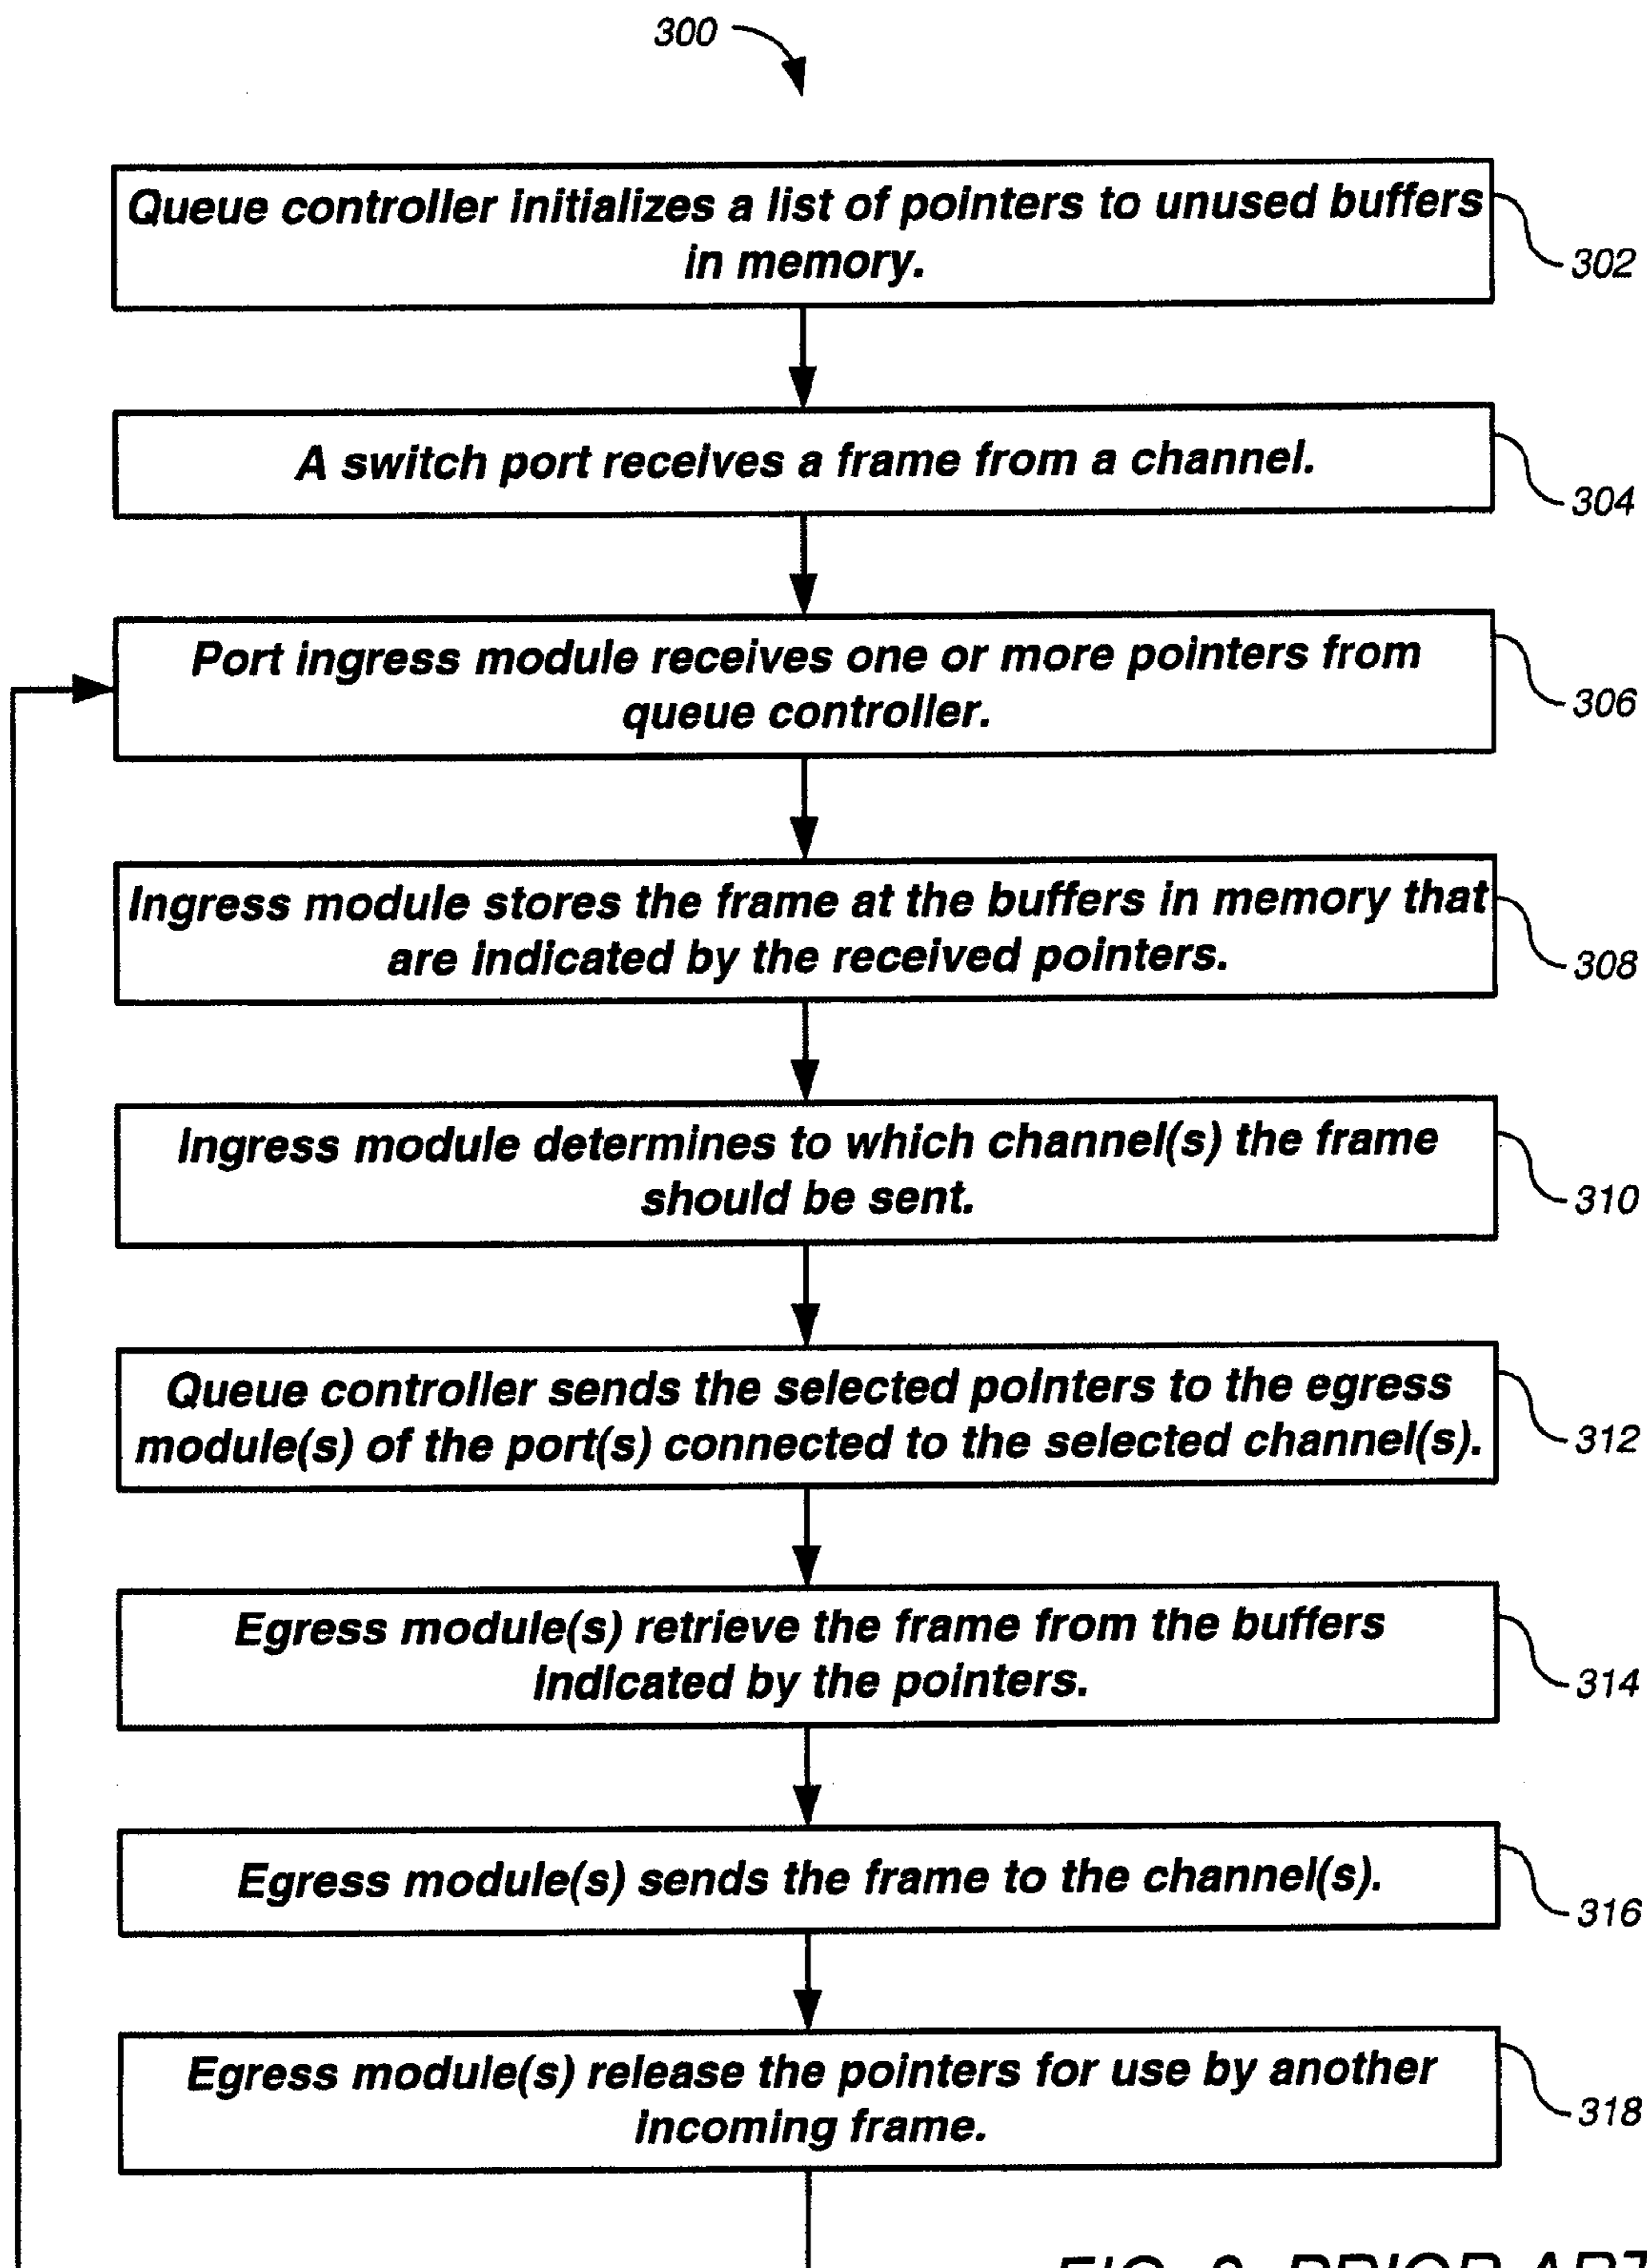 300
Queue controller initializes a list of pointers to unused buffers
in memory.
302
A switch port receives a frame from a channel.
304
Port ingress module receives one or more pointers from
queue controller.
306
Ingress module stores the frame at the buffers in memory that
are indicated by the received pointers.
308
Ingress module determines to which channel(s) the frame
should be sent.
310
Queue controller sends the selected pointers to the egress
module(s) of the port(s) connected to the selected channel(s).
312
Egress module(s) retrieve the frame from the buffers
indicated by the pointers.
314
Egress module(s) sends the frame to the channel(s).
316
Egress module(s) release the pointers for use by another
incoming frame.
318
PRIOR ART